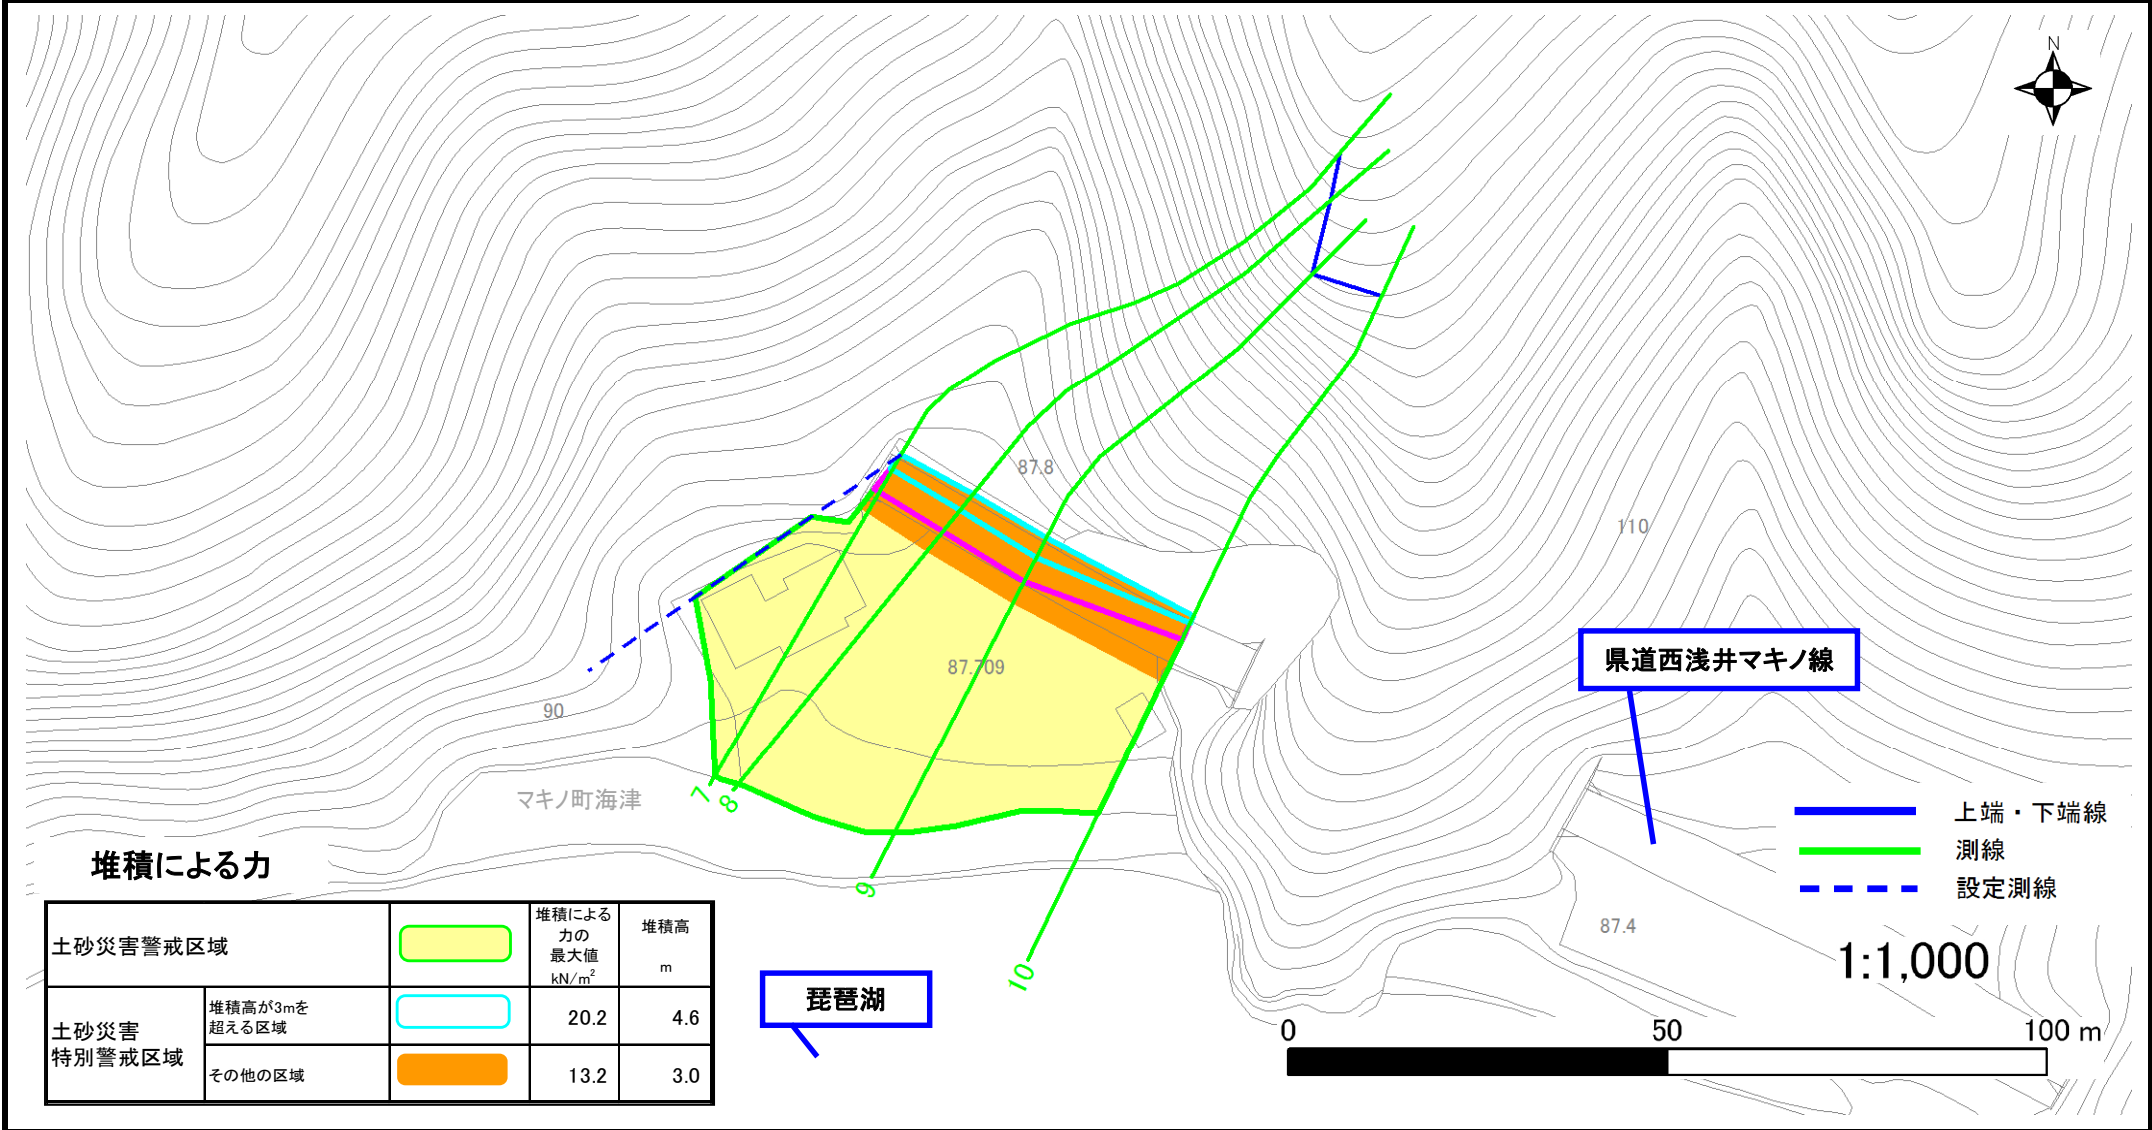 N
87.8
110
87.709
県道西浅井マキノ線
90
マキノ町海津
7
8
9
10
上端・下端線
測線
設定測線
87.4
1:1,000
0 50 100 m
琵琶湖
堆積による力
土砂災害警戒区域
堆積による
力の
最大値
kN/m²
堆積高
m
土砂災害
特別警戒区域
堆積高が3mを
超える区域
20.2 4.6
その他の区域
13.2 3.0